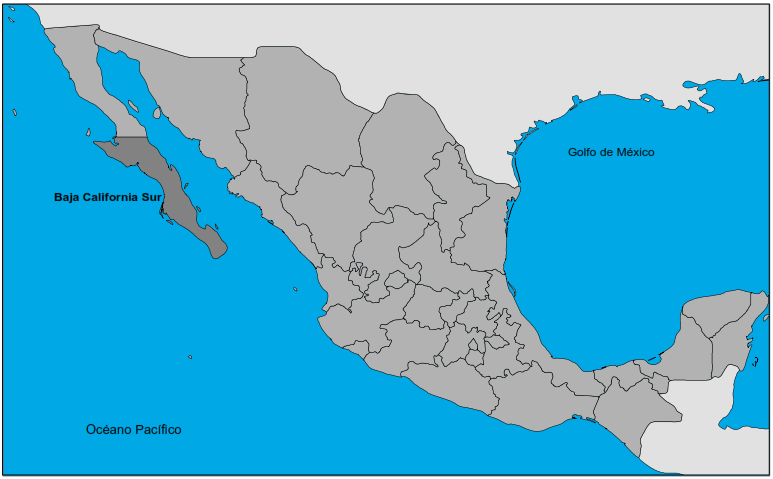 Golfo de México
Baja California Sur
Océano Pacífico